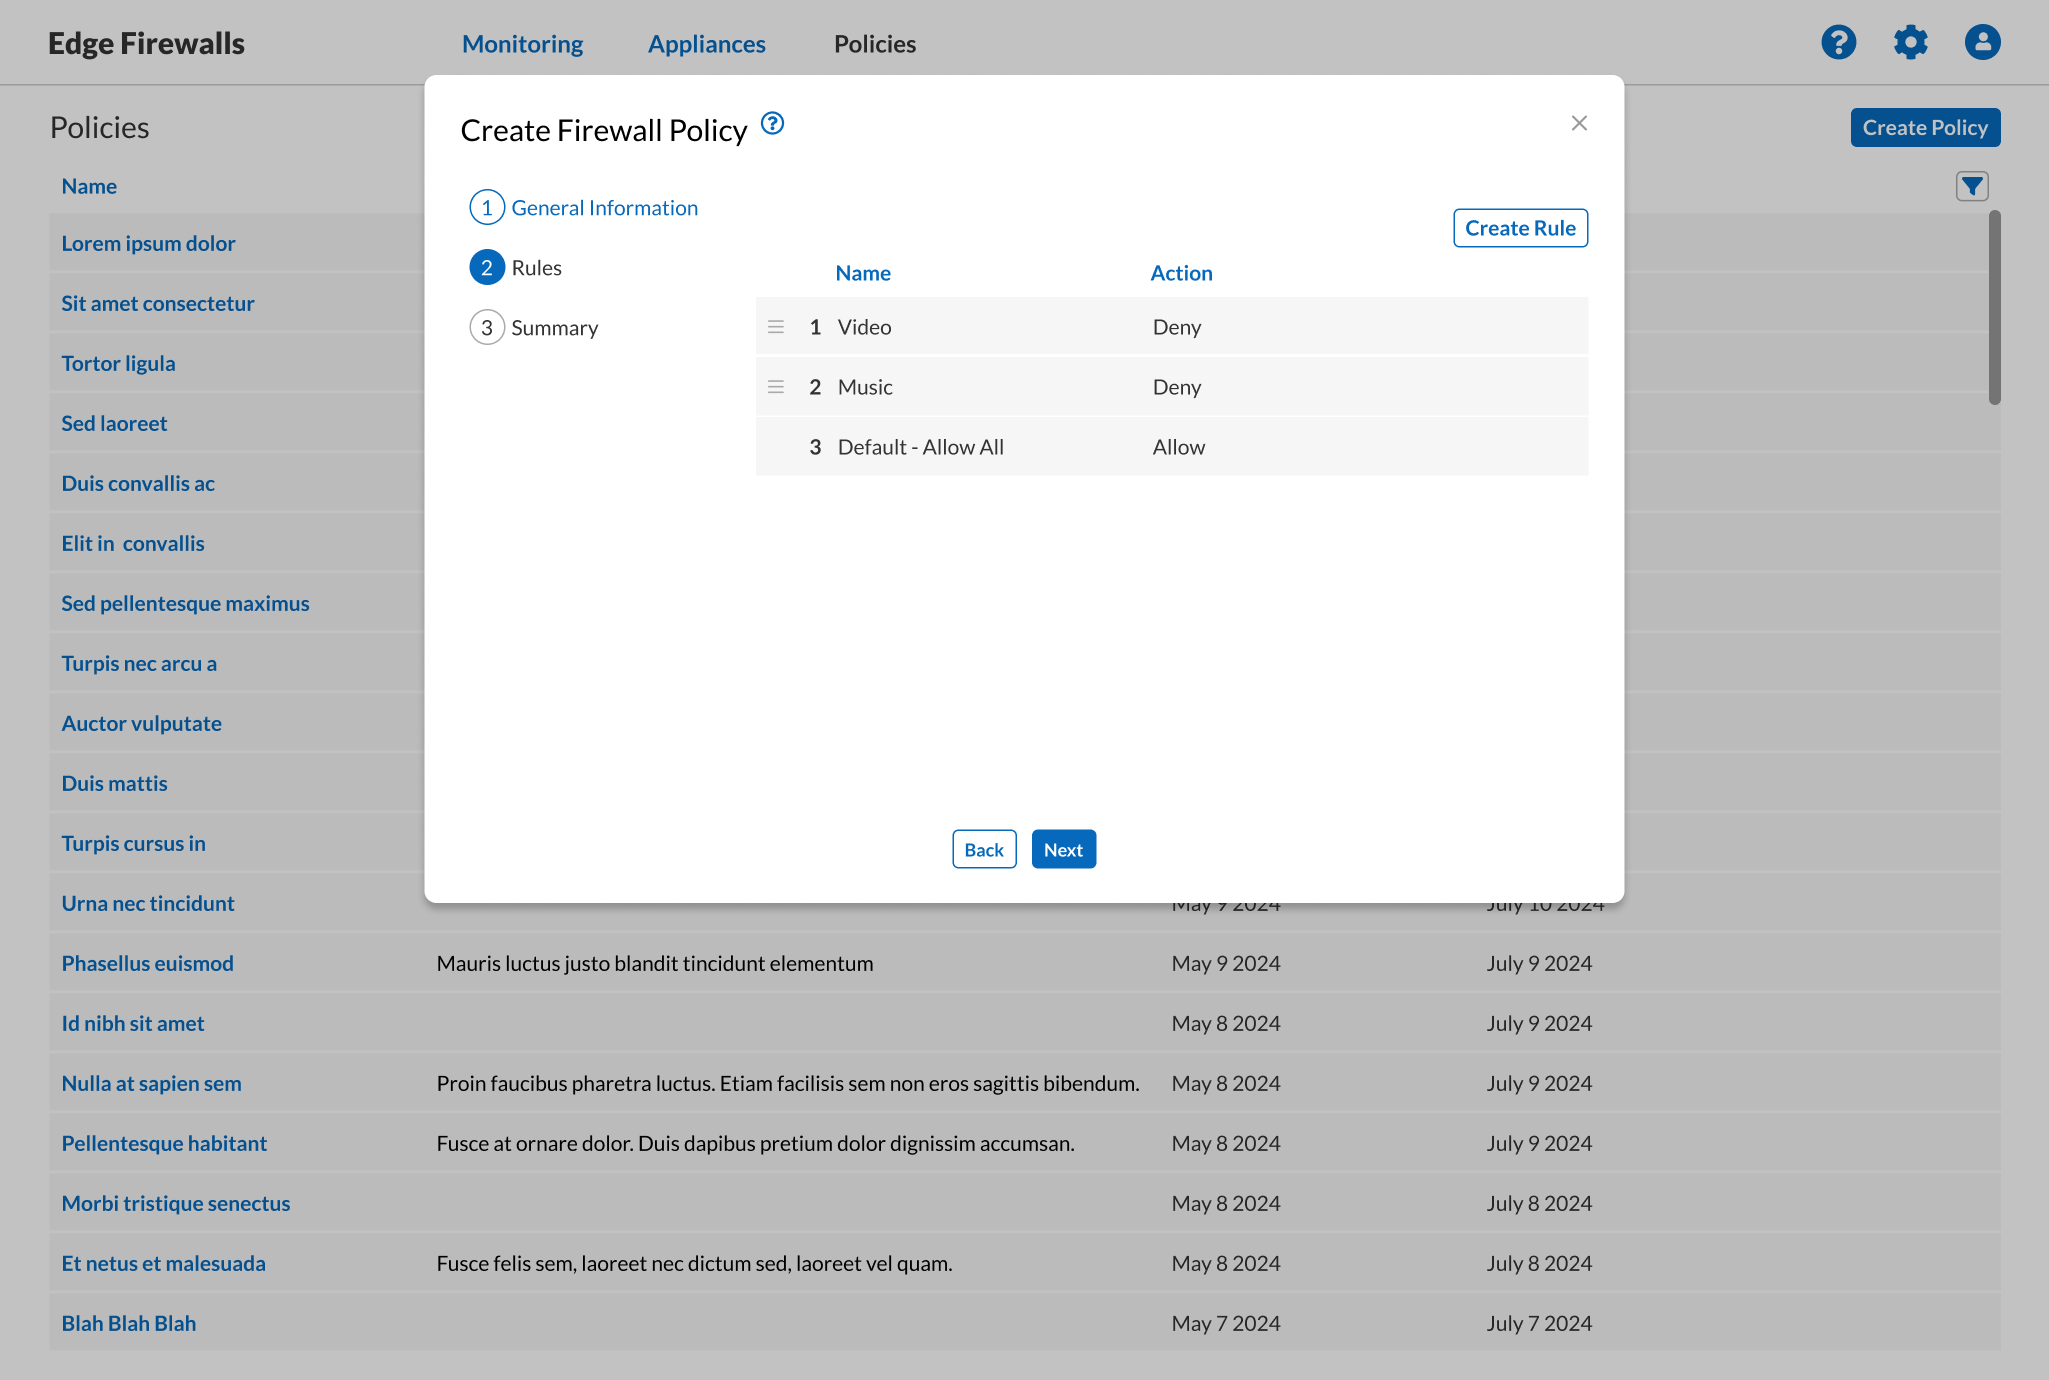 Edge Firewalls
Monitoring
Appliances
Policies
Policies
Create Policy
Name
Lorem ipsum dolor
Sit amet consectetur
Tortor ligula
Sed laoreet
Duis convallis ac
Elit in  convallis
Sed pellentesque maximus
Turpis nec arcu a
Auctor vulputate
Duis mattis
Turpis cursus in
Urna nec tincidunt May 9 2024 July 10 2024
Phasellus euismod Mauris luctus justo blandit tincidunt elementum May 9 2024 July 9 2024
Id nibh sit amet May 8 2024 July 9 2024
Nulla at sapien sem Proin faucibus pharetra luctus. Etiam facilisis sem non eros sagittis bibendum. May 8 2024 July 9 2024
Pellentesque habitant Fusce at ornare dolor. Duis dapibus pretium dolor dignissim accumsan. May 8 2024 July 9 2024
Morbi tristique senectus May 8 2024 July 8 2024
Et netus et malesuada Fusce felis sem, laoreet nec dictum sed, laoreet vel quam. May 8 2024 July 8 2024
Blah Blah Blah May 7 2024 July 7 2024
Create Firewall Policy ?
1 General Information
2 Rules
3 Summary
Create Rule
Name Action
1 Video Deny
2 Music Deny
3 Default - Allow All Allow
Back
Next